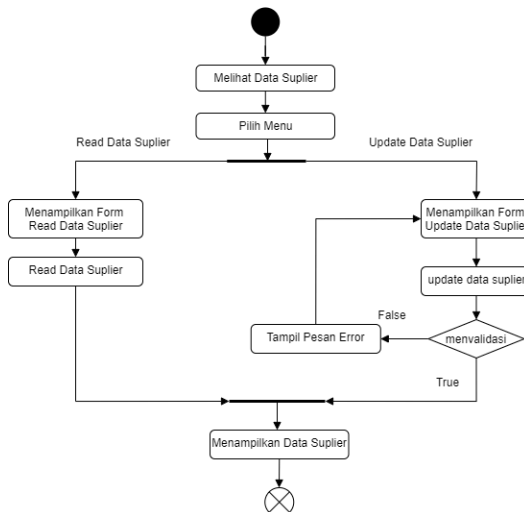 Melihat Data Suplier
Pilih Menu
Read Data Suplier
Update Data Suplier
Menampilkan Form
Read Data Suplier
Menampilkan Form
Update Data Suplier
Read Data Suplier
update data suplier
False
Tampil Pesan Error
menvalidasi
True
Menampilkan Data Suplier